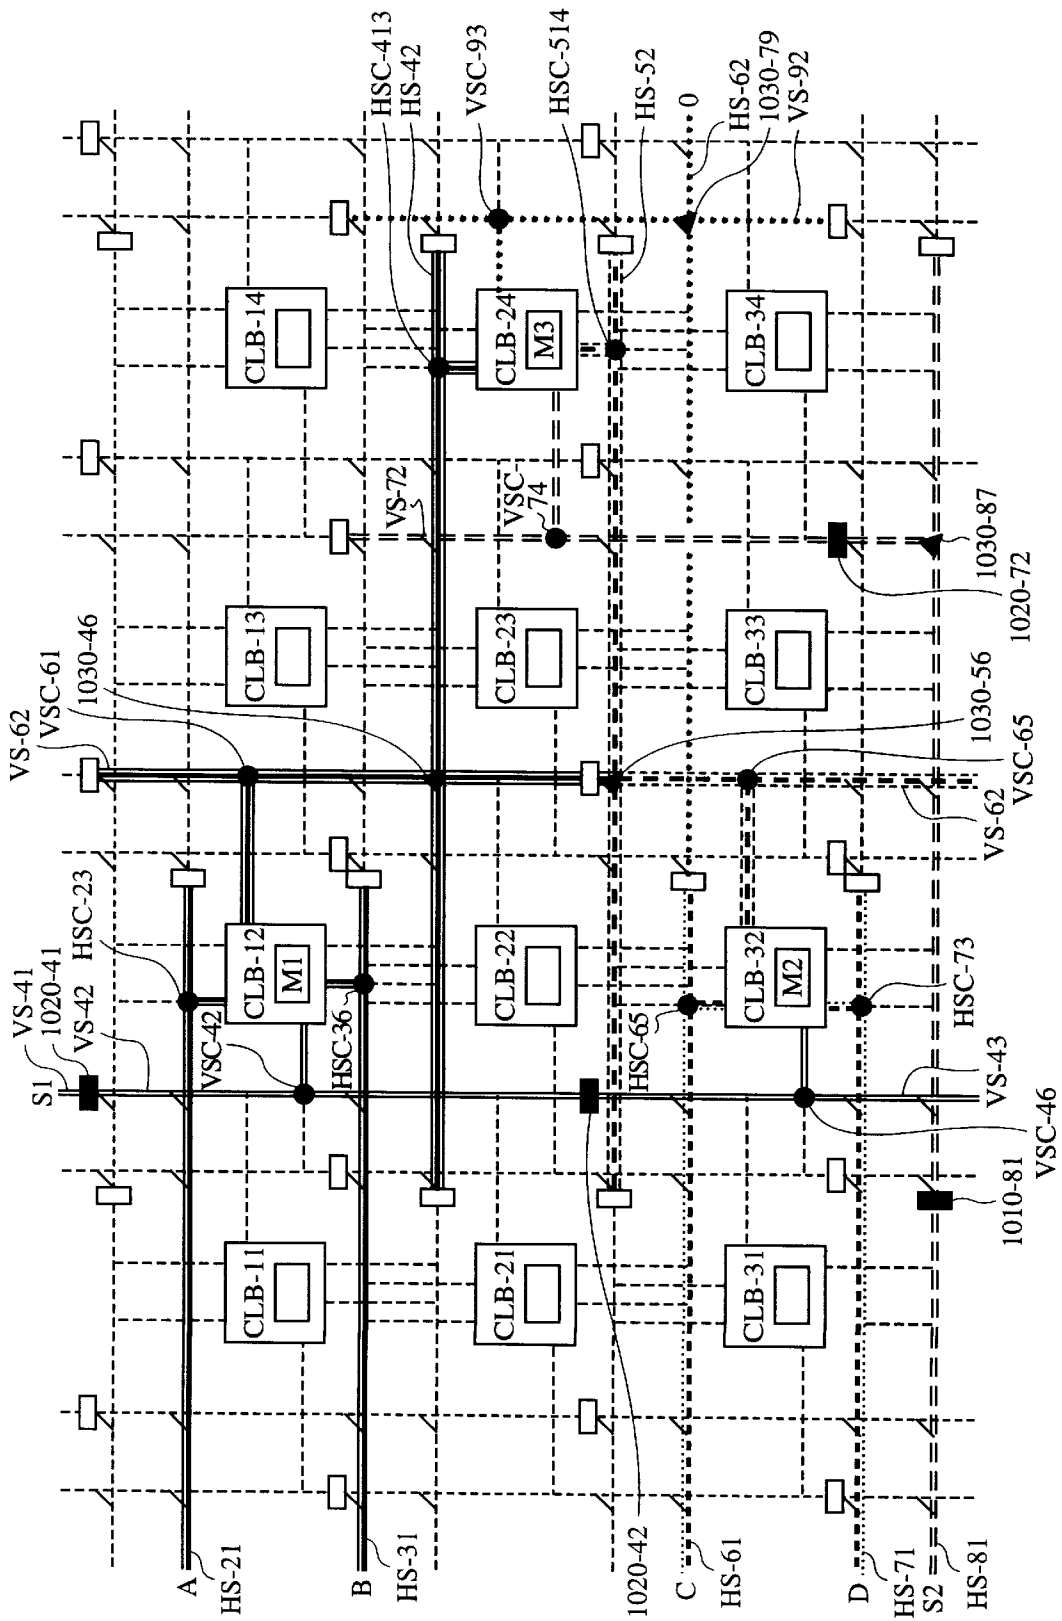 S1
VS-41
1020-41
VS-42
HSC-23
VS-62
VSC-61
1030-46
HSC-413
HS-42
VSC-93
HSC-514
HS-52
HS-62
1030-79
VS-92
A
HS-21
B
HS-31
C
HS-61
D
HS-71
S2
HS-81
0
CLB-11
CLB-12
M1
CLB-13
CLB-14
VSC-42
HSC-36
VS-72
CLB-21
CLB-22
CLB-23
VSC-
74
CLB-24
M3
CLB-31
HSC-65
CLB-32
M2
CLB-33
CLB-34
1020-42
1010-81
VSC-46
VS-43
HSC-73
VS-62
VSC-65
1030-56
1020-72
1030-87